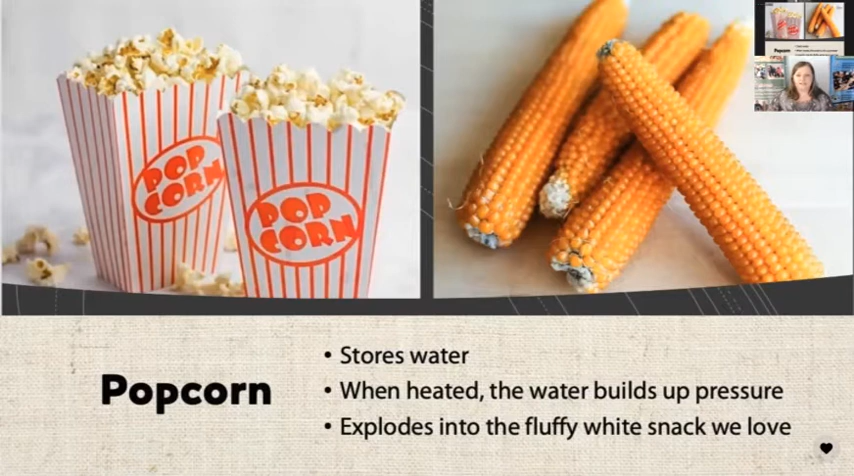 POP
CORN
POP
CORN
Popcorn
• Stores water
• When heated, the water builds up pressure
• Explodes into the fluffy white snack we love
Popcorn